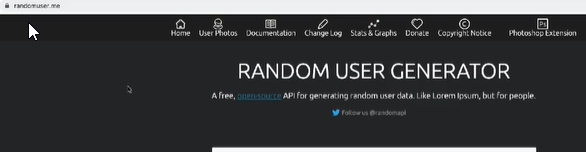 randomuser.me
Home User Photos Documentation Change Log Stats & Graphs Donate Copyright Notice Photoshop Extension
Ps
RANDOM USER GENERATOR
A free, open-source API for generating random user data. Like Lorem Ipsum, but for people.
Follow us @randomapi